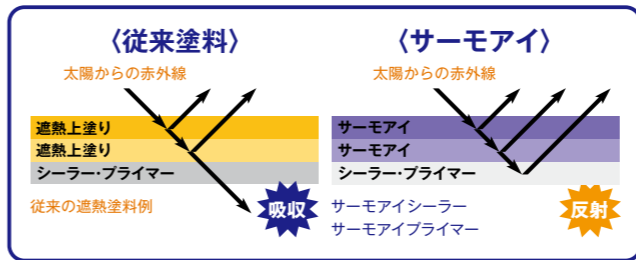 〈従来塗料〉
太陽からの赤外線
遮熱上塗り
遮熱上塗り
シーラー・プライマー
従来の遮熱塗料例
吸収
〈サーモアイ〉
太陽からの赤外線
サーモアイ
サーモアイ
シーラー・プライマー
サーモアイシーラー
サーモアイプライマー
反射